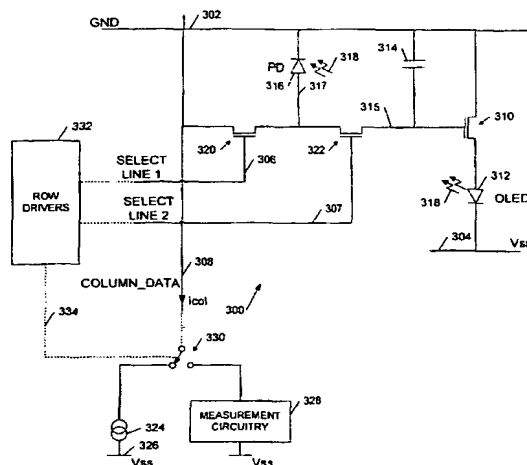 GND
302
PD
318
314
316
317
315
310
332
320
322
312
SELECT
LINE 1
306
ROW
DRIVERS
318
OLED
SELECT
LINE 2
307
304
Vss
308
COLUMN_DATA
icol
300
334
330
324
326
Vss
MEASUREMENT
CIRCUITRY
328
Vss